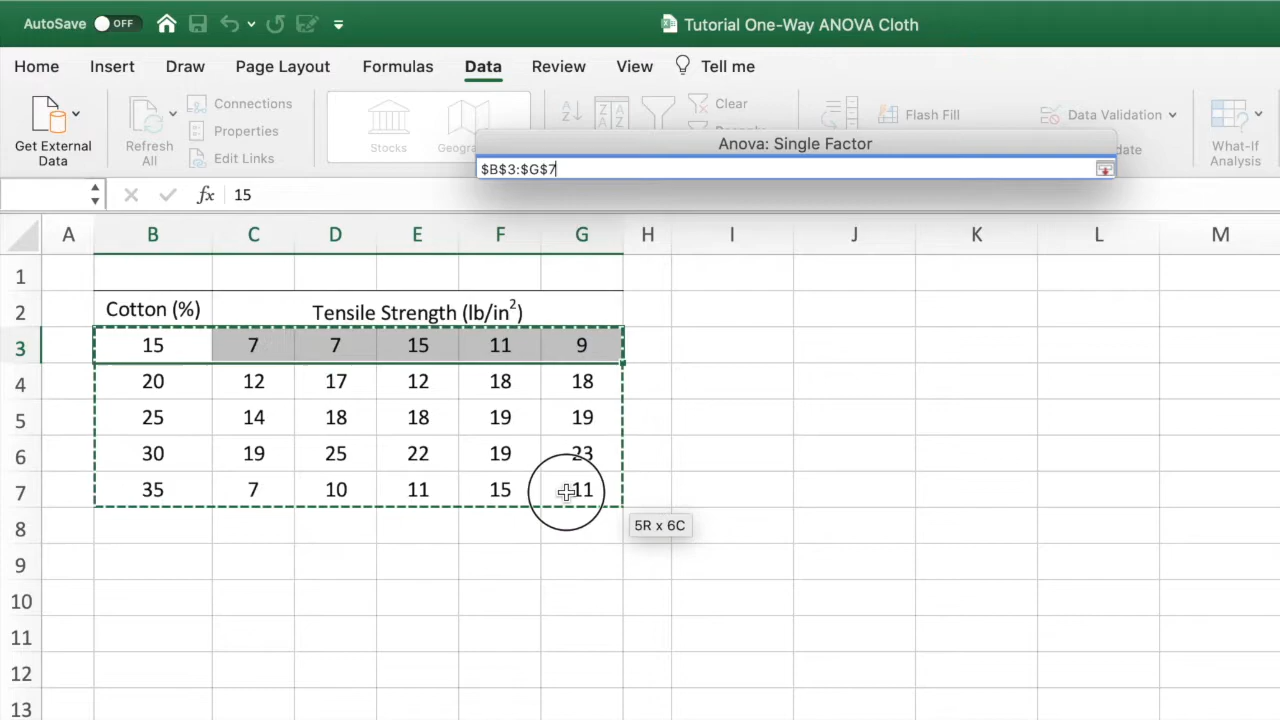 AutoSave OFF Tutorial One-Way ANOVA Cloth
Home Insert Draw Page Layout Formulas Data Review View Tell me
Get External Data
Refresh All
Connections
Properties
Edit Links
Stocks
Clear
Flash Fill
Data Validation
What-If Analysis
Anova: Single Factor
$B$3:$G$7
fx 15
A B C D E F G H I J K L M
1
2 Cotton (%) Tensile Strength (lb/in²)
3 15 7 7 15 11 9
4 20 12 17 12 18 18
5 25 14 18 18 19 19
6 30 19 25 22 19 23
7 35 7 10 11 15 11
5R x 6C
8
9
10
11
12
13